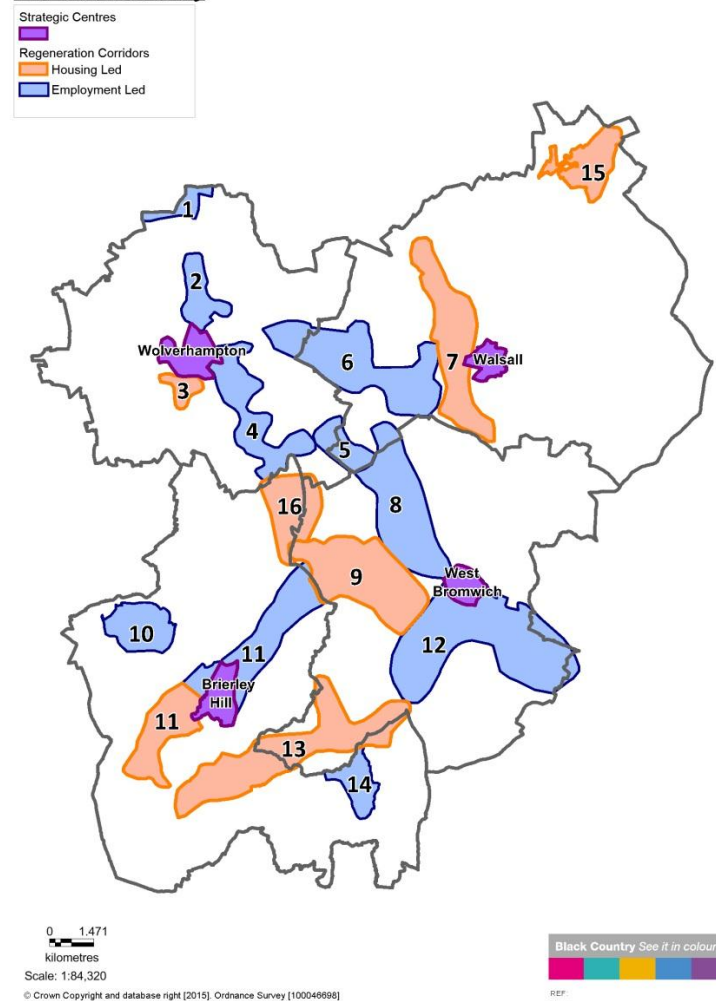 Strategic Centres
Regeneration Corridors
Housing Led
Employment Led
15
1
2
Wolverhampton
6
7
Walsall
3
4
5
16
8
9
West
Bromwich
10
11
12
Brierley
Hill
11
13
14
0 1.471
kilometres
Scale: 1:84,320
Black Country See it in colour
© Crown Copyright and database right [2015]. Ordnance Survey [100046698]
REF: